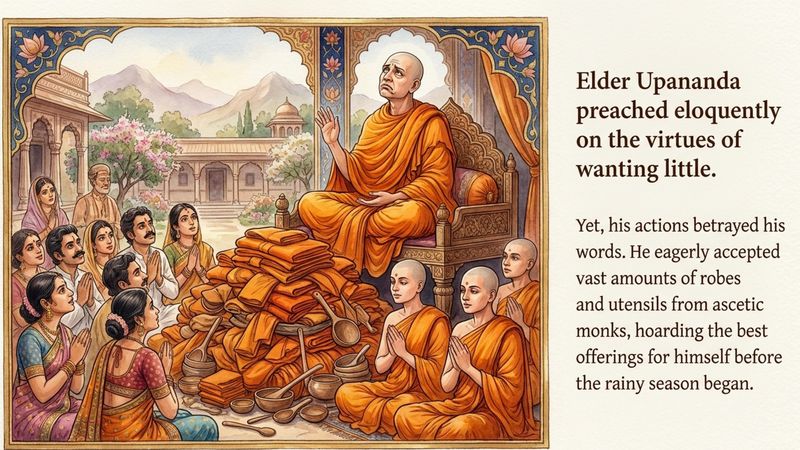 Elder Upananda
preached eloquently
on the virtues of
wanting little.
Yet, his actions betrayed his
words. He eagerly accepted
vast amounts of robes
and utensils from ascetic
monks, hoarding the best
offerings for himself before
the rainy season began.